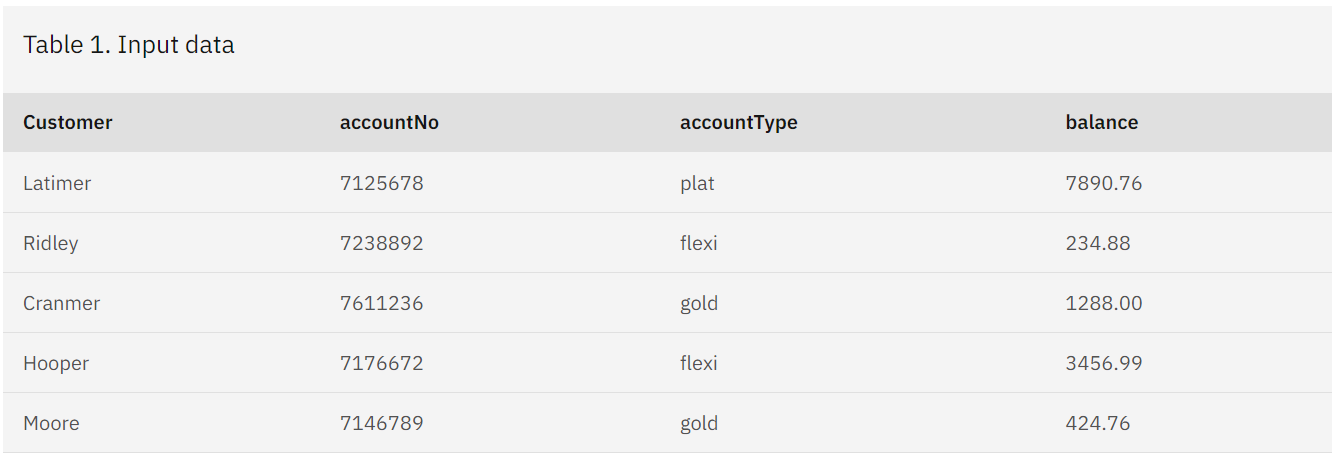 Table 1. Input data
Customer accountNo accountType balance
Latimer 7125678 plat 7890.76
Ridley 7238892 flexi 234.88
Cranmer 7611236 gold 1288.00
Hooper 7176672 flexi 3456.99
Moore 7146789 gold 424.76